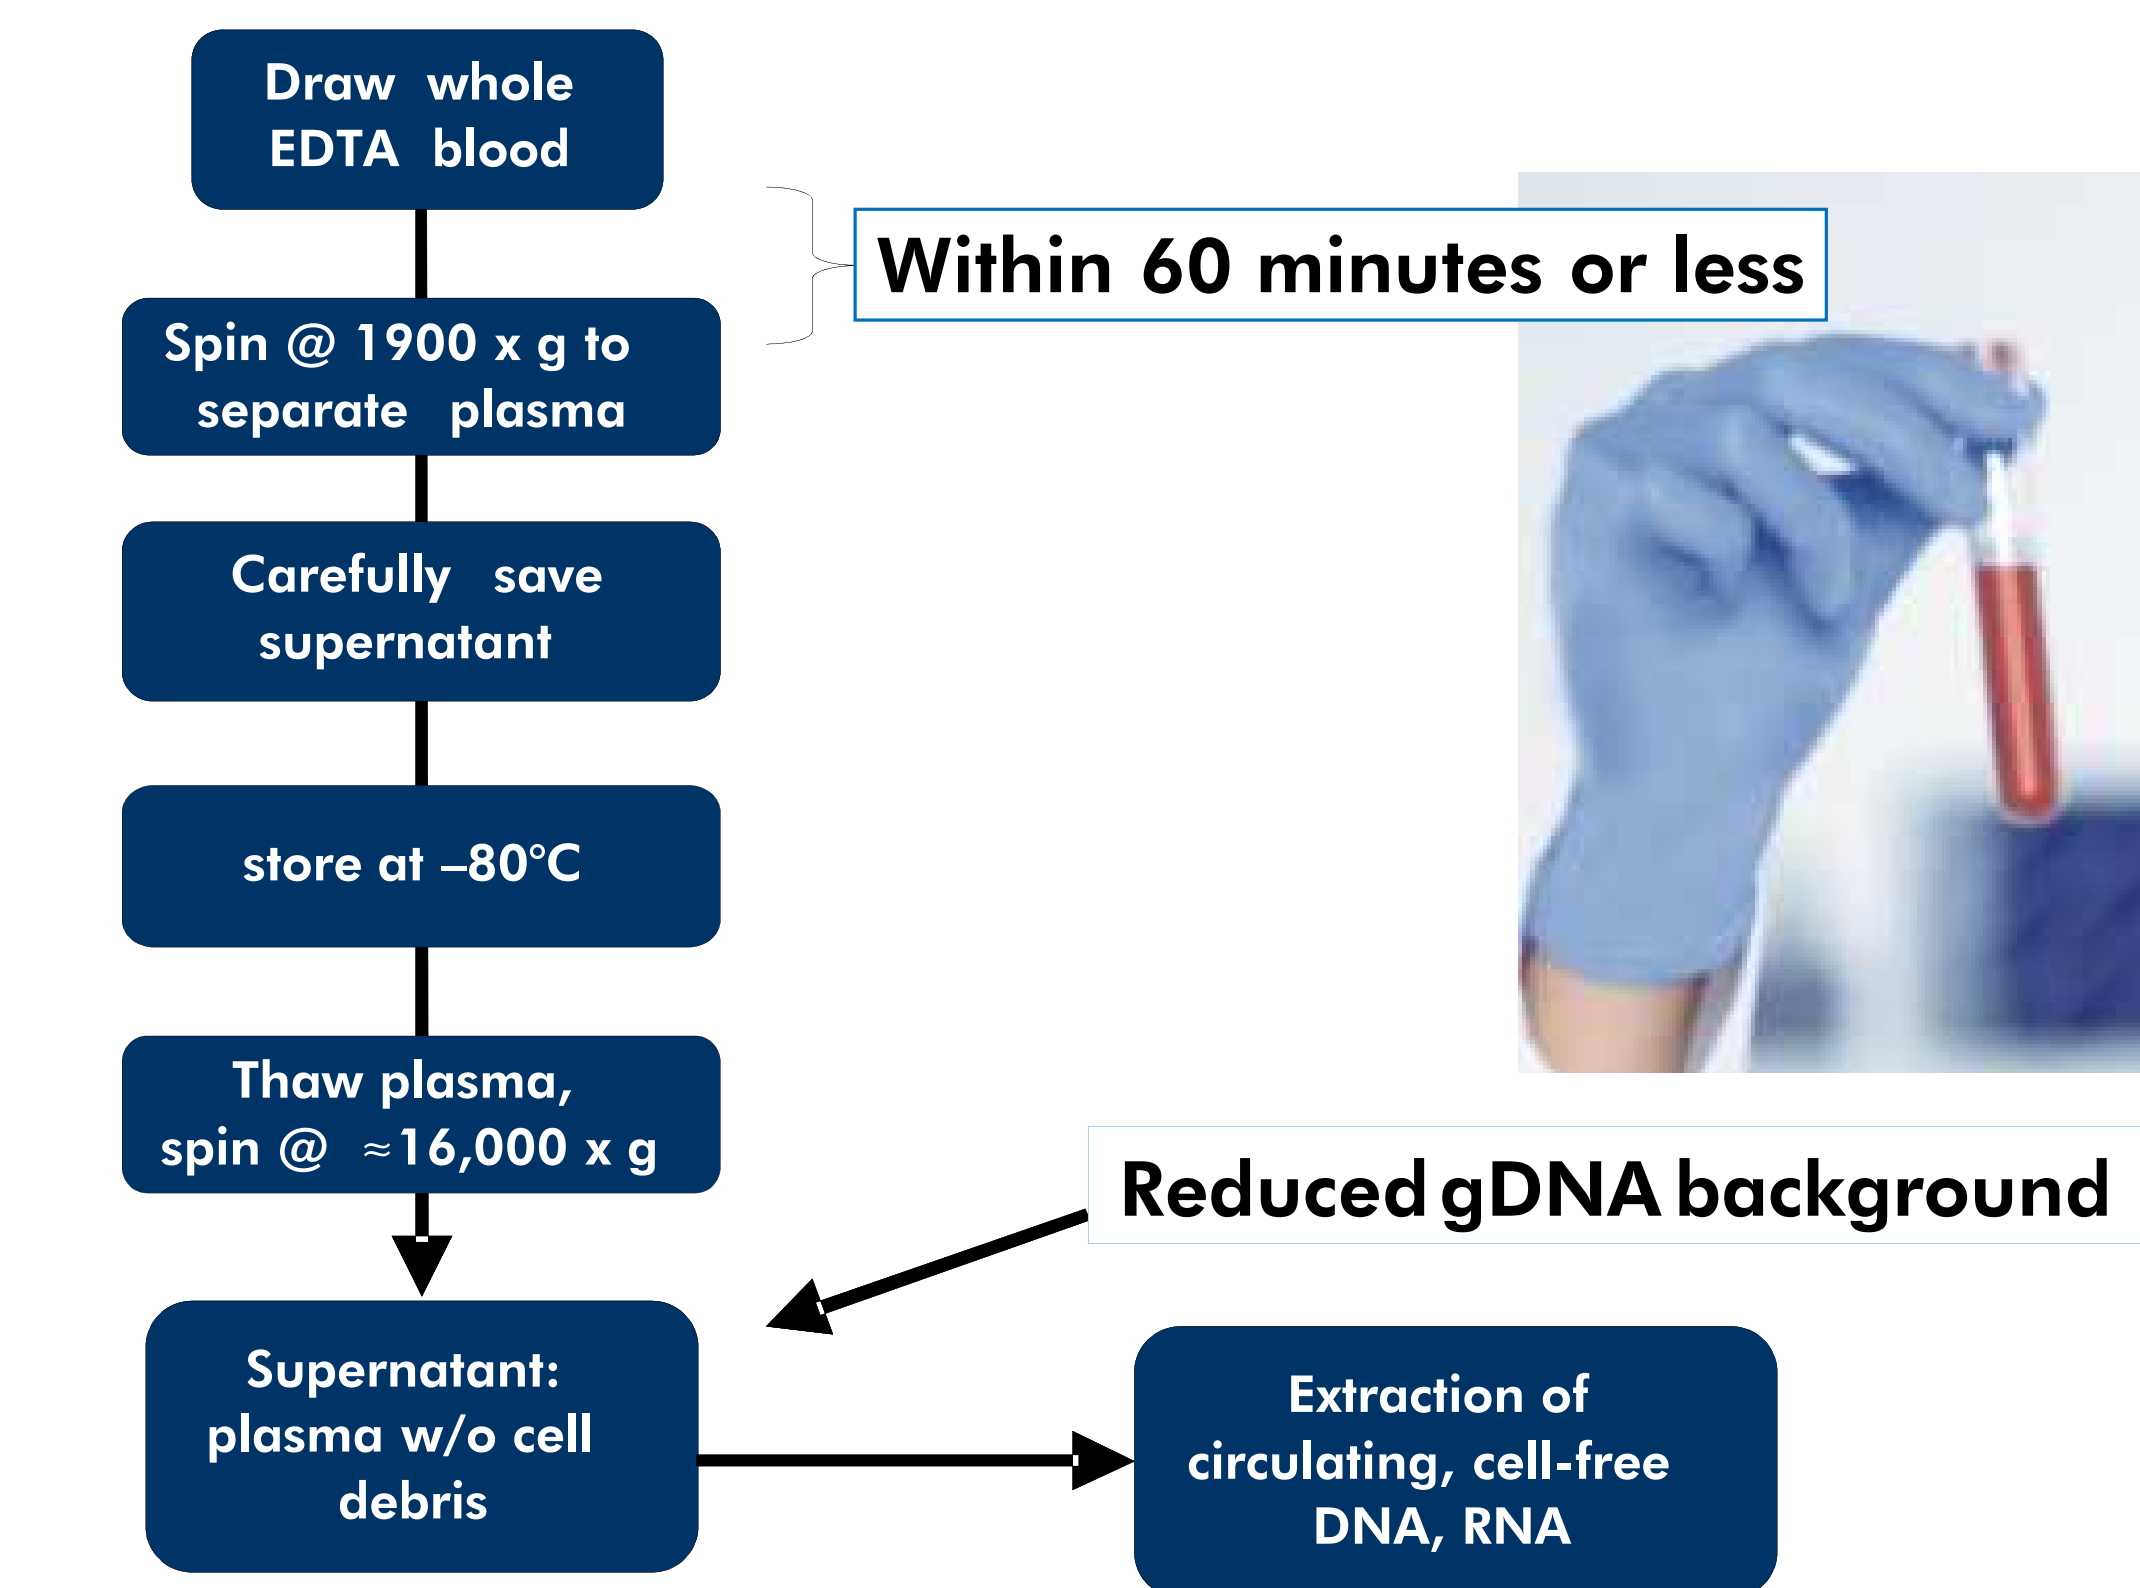 Draw whole
EDTA blood
Within 60 minutes or less
Spin @ 1900 x g to
separate plasma
Carefully save
supernatant
store at –80°C
Thaw plasma,
spin @ ≈16,000 x g
Reduced gDNA background
Supernatant:
plasma w/o cell
debris
Extraction of
circulating, cell-free
DNA, RNA